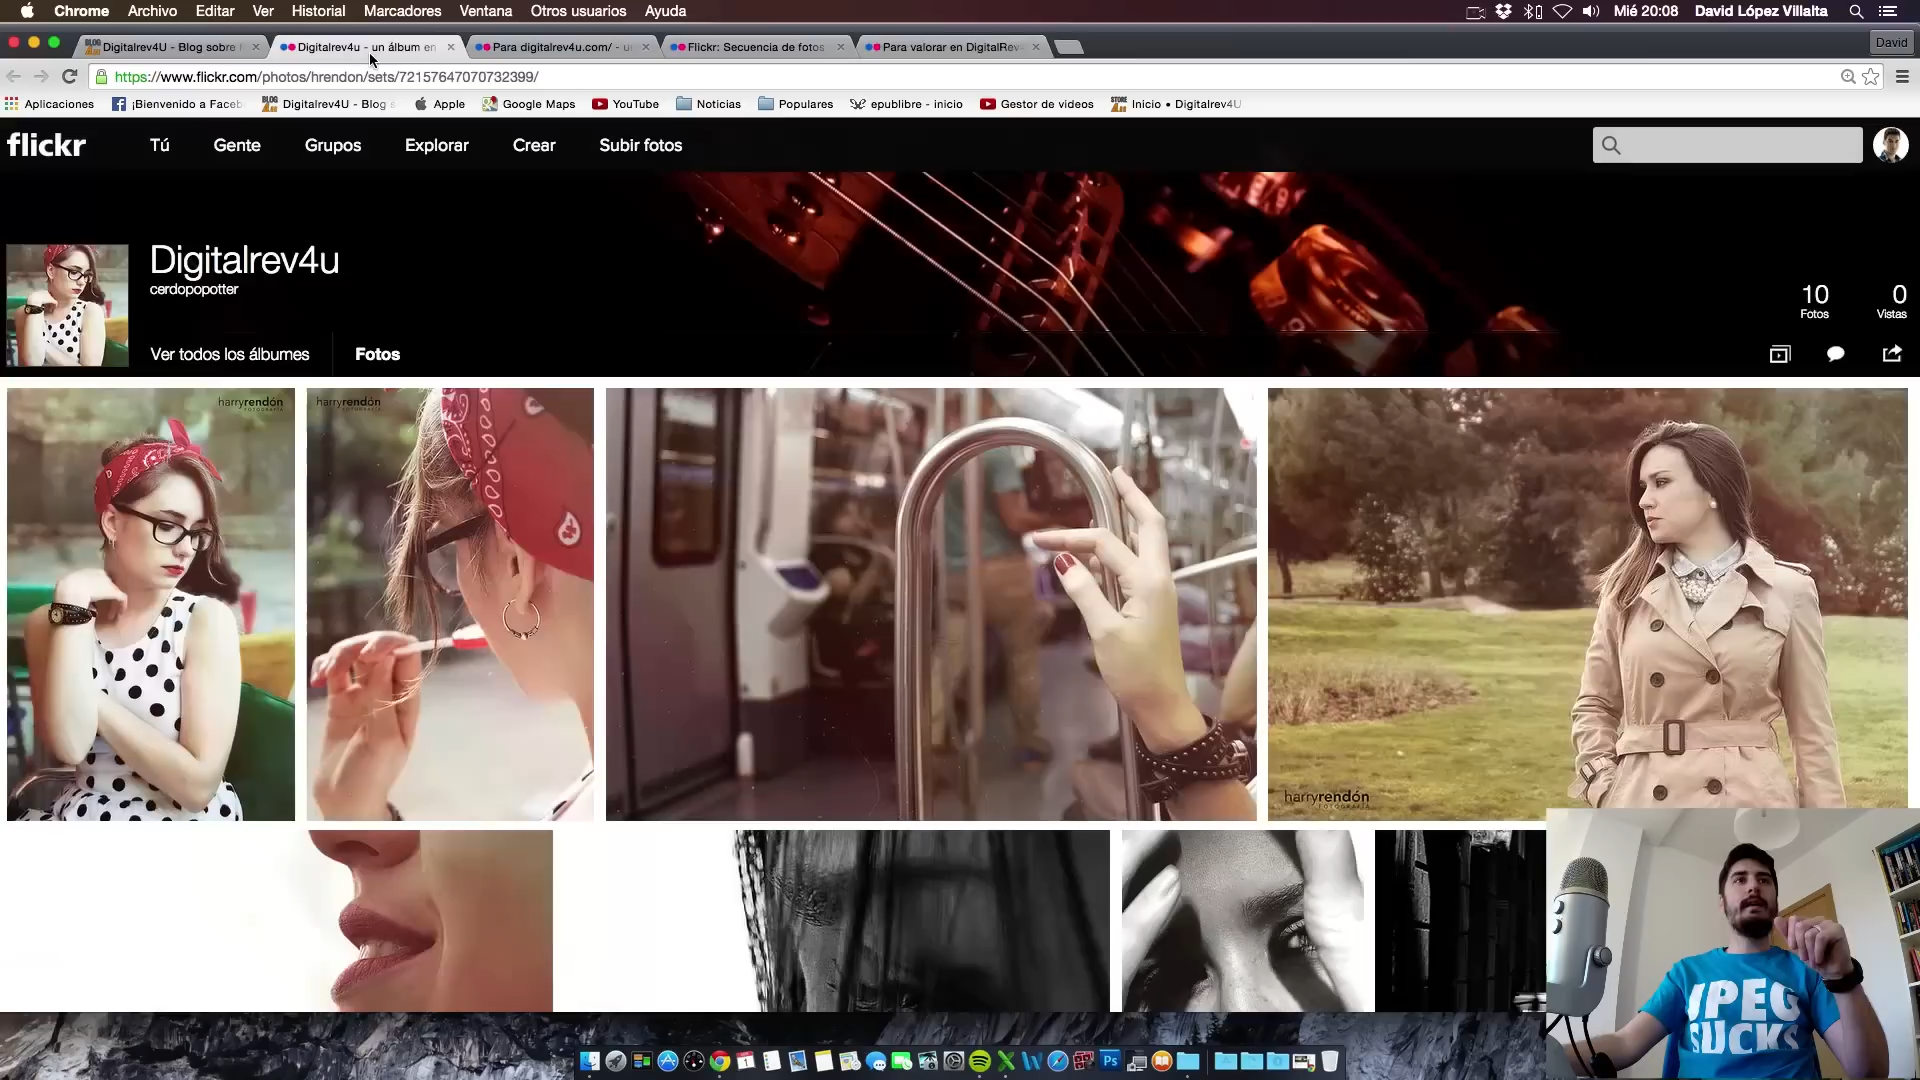 Chrome Archivo Editar Ver Historial Marcadores Ventana Otros usuarios Ayuda Mié 20:08 David López Villalta
Digitalrev4U - Blog sobre Digitalrev4u - un álbum en Para digitalrev4u.com/ - Flickr: Secuencia de fotos Para valorar en DigitalRev David
https://www.flickr.com/photos/hrendon/sets/72157647070732399/
Aplicaciones ¡Bienvenido a Faceb Digitalrev4U - Blog Apple Google Maps YouTube Noticias Populares epublibre - inicio Gestor de videos Inicio • Digitalrev4U
flickr Tú Gente Grupos Explorar Crear Subir fotos
Digitalrev4u
cerdopopotter
10 0
Fotos Vistas
Ver todos los álbumes Fotos
harryrendón harryrendón
FOTOGRAFÍA FOTOGRAFÍA
harryrendón
FOTOGRAFÍA
JPEG
SUCKS